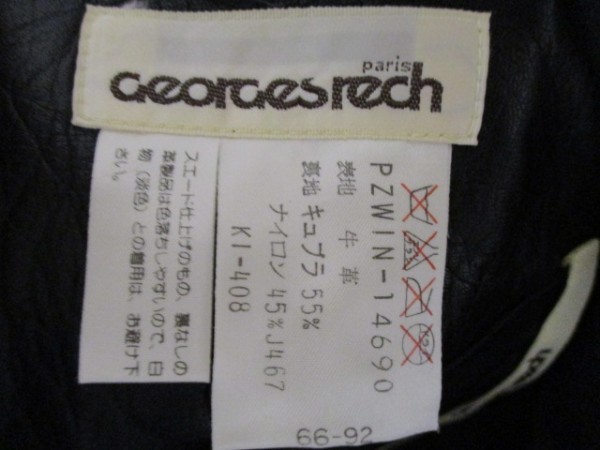 paris
Georges rech
PZWIN-14690
表地 牛革
裏地 キュプラ 55%
ナイロン 45%J467
KI-408
66-92
スエード仕上げのもの、裏なしの
革製品は色落ちしやすいので、白
物(淡色)との着用は、お避け下
さい。